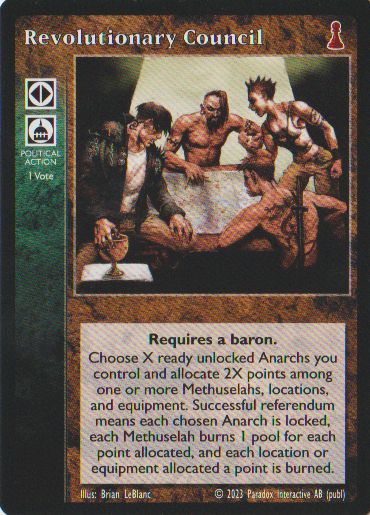 Revolutionary Council
POLITICAL
ACTION
1 Vote
Requires a baron.
Choose X ready unlocked Anarchs you
control and allocate 2X points among
one or more Methuselahs, locations,
and equipment. Successful referendum
means each chosen Anarch is locked,
each Methuselah burns 1 pool for each
point allocated, and each location or
equipment allocated a point is burned.
Illus: Brian LeBlanc © 2023 Paradox Interactive AB (publ)